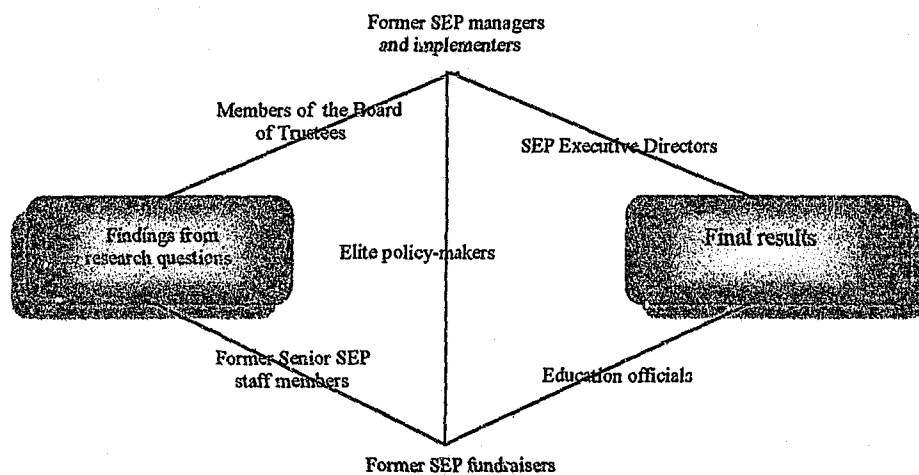 Former SEP managers
and implementers
Members of the Board
of Trustees
SEP Executive Directors
Findings from
research questions
Elite policy-makers
Final results
Former Senior SEP
staff members
Education officials
Former SEP fundraisers